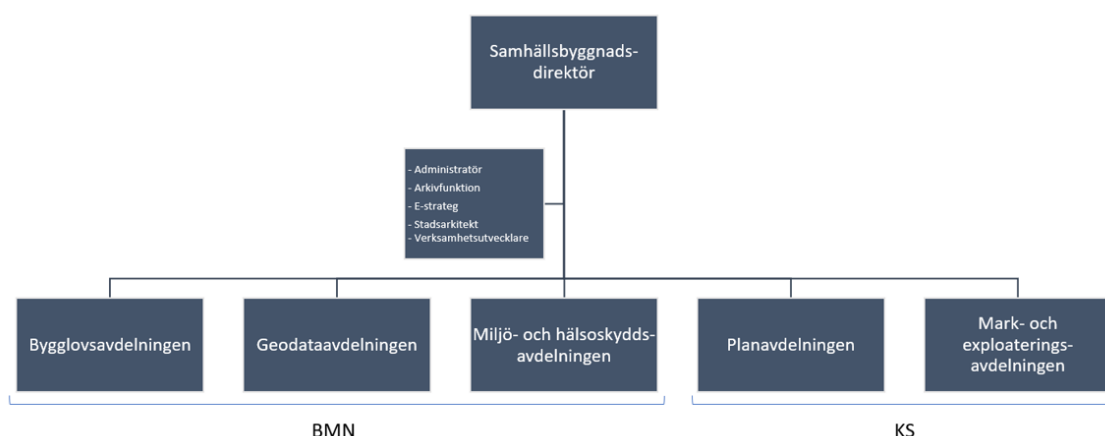 Samhällsbyggnads-
direktör
- Administratör
- Arkivfunktion
- E-strateg
- Stadsarkitekt
- Verksamhetsutvecklare
Bygglovsavdelningen
Geodataavdelningen
Miljö- och hälsoskydds-
avdelningen
Planavdelningen
Mark- och
exploaterings-
avdelningen
BMN
KS